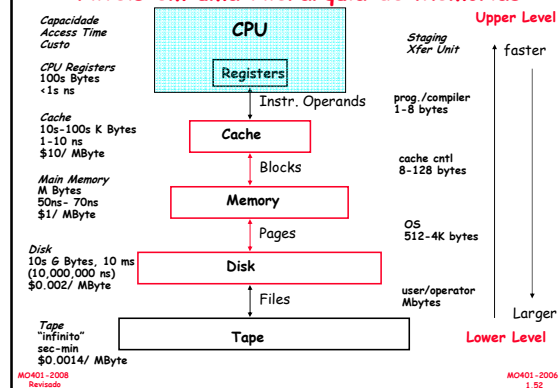 Capacidade
Access Time
Custo
CPU Registers
100s Bytes
<1s ns
Cache
10s-100s K Bytes
1-10 ns
$10/ MByte
Main Memory
M Bytes
50ns- 70ns
$1/ MByte
Disk
10s G Bytes, 10 ms
(10,000,000 ns)
$0.002/ MByte
Tape
"infinito"
sec-min
$0.0014/ MByte
CPU
Registers
Instr. Operands
Cache
Blocks
Memory
Pages
Disk
Files
Tape
Staging
Xfer Unit
prog./compiler
1-8 bytes
cache cntl
8-128 bytes
OS
512-4K bytes
user/operator
Mbytes
Upper Level
faster
Larger
Lower Level
MO401-2008
Revisado
MO401-2006
1.52